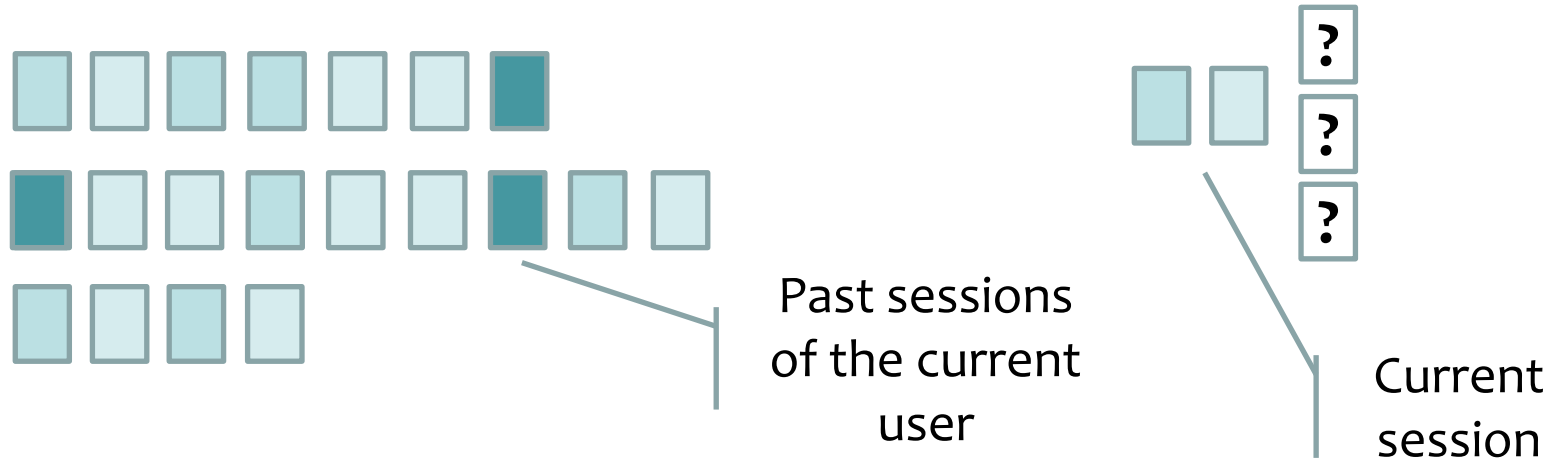 ?
?
?
Past sessions
of the current
user
Current
session